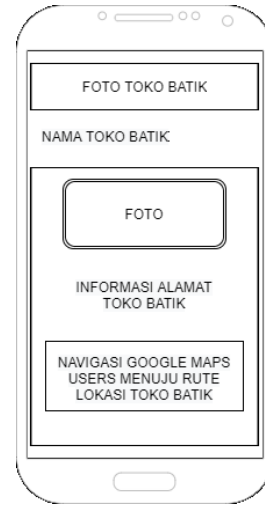 FOTO TOKO BATIK
NAMA TOKO BATIK
FOTO
INFORMASI ALAMAT
TOKO BATIK
NAVIGASI GOOGLE MAPS
USERS MENUJU RUTE
LOKASI TOKO BATIK